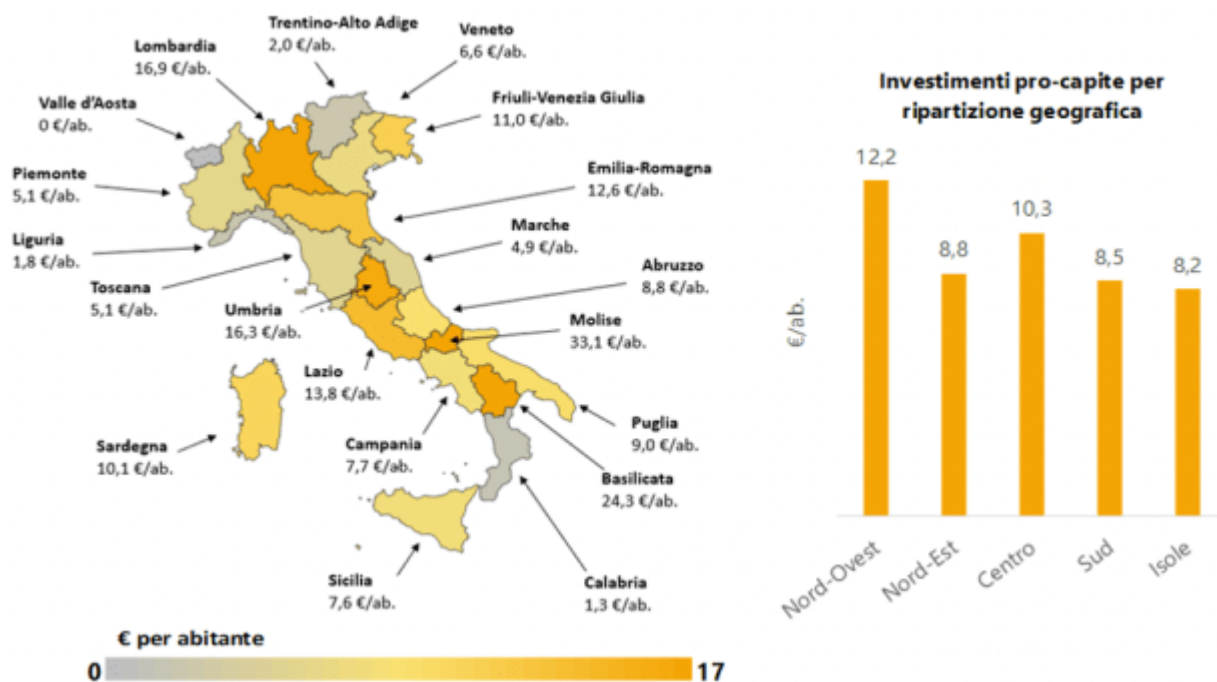 Trentino-Alto Adige
2,0 €/ab.
Veneto
6,6 €/ab.
Lombardia
16,9 €/ab.
Friuli-Venezia Giulia
11,0 €/ab.
Valle d'Aosta
0 €/ab.
Piemonte
5,1 €/ab.
Emilia-Romagna
12,6 €/ab.
Liguria
1,8 €/ab.
Marche
4,9 €/ab.
Toscana
5,1 €/ab.
Abruzzo
8,8 €/ab.
Umbria
16,3 €/ab.
Molise
33,1 €/ab.
Lazio
13,8 €/ab.
Puglia
9,0 €/ab.
Sardegna
10,1 €/ab.
Campania
7,7 €/ab.
Basilicata
24,3 €/ab.
Sicilia
7,6 €/ab.
Calabria
1,3 €/ab.
€ per abitante
0
17
Investimenti pro-capite per
ripartizione geografica
€/ab.
12,2
8,8
10,3
8,5
8,2
Nord-Ovest
Nord-Est
Centro
Sud
Isole